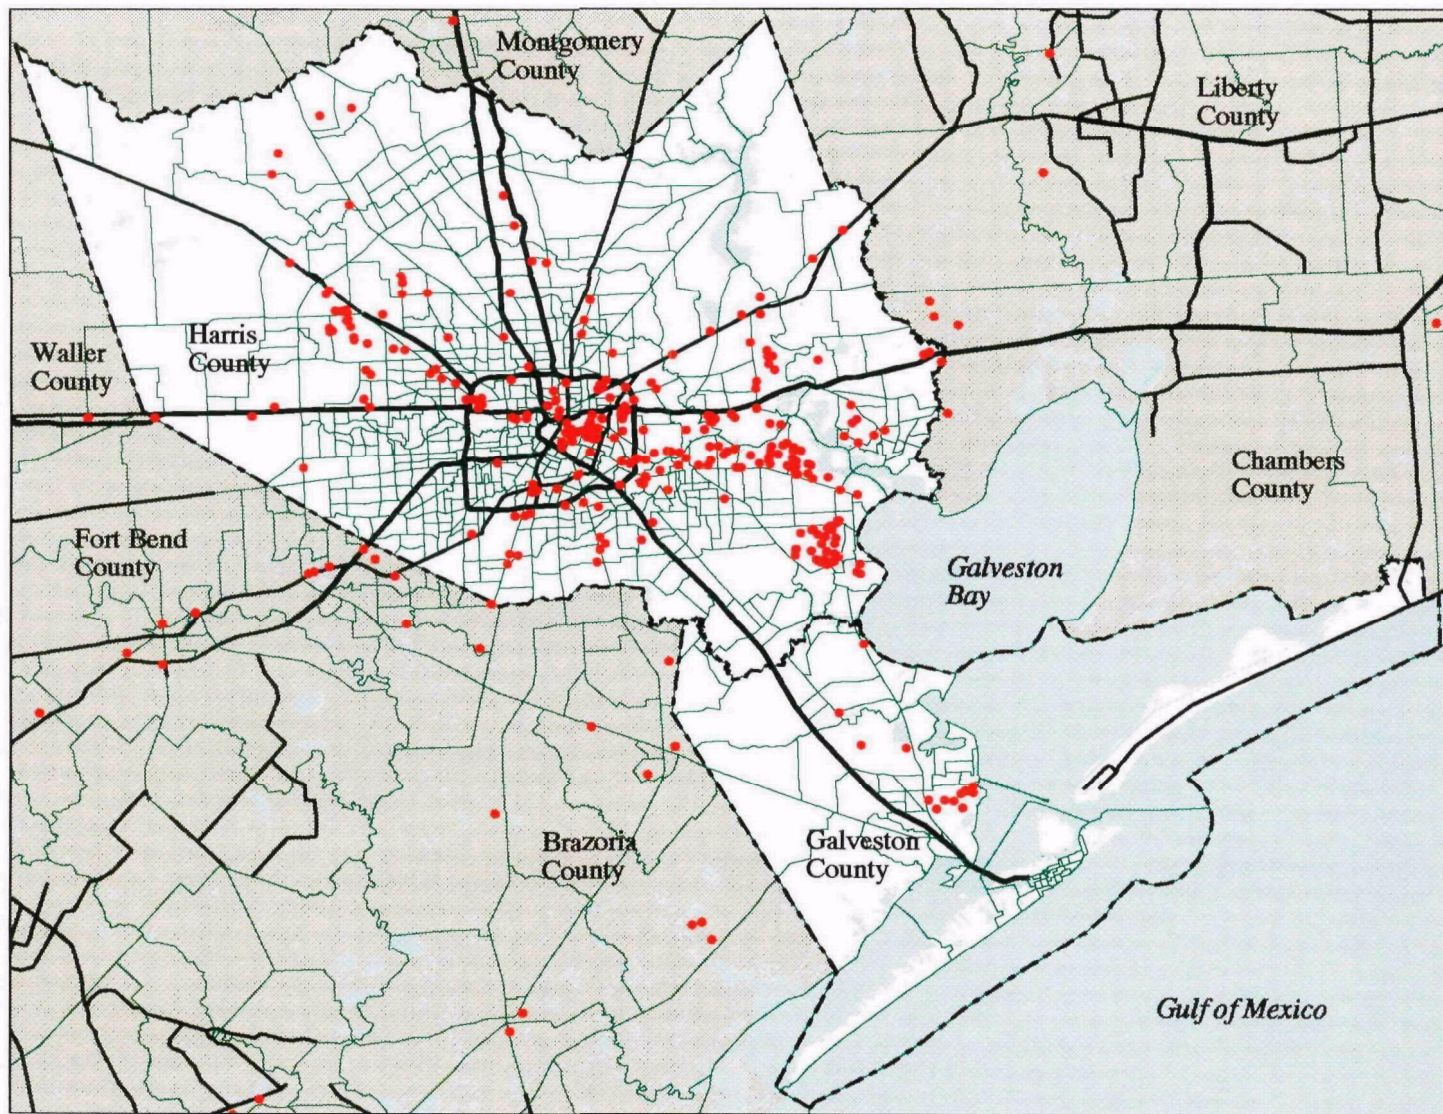 Montgomery
County
Liberty
County
Harris
County
Waller
County
Chambers
County
Fort Bend
County
Galveston
Bay
Brazoria
County
Galveston
County
Gulf of Mexico